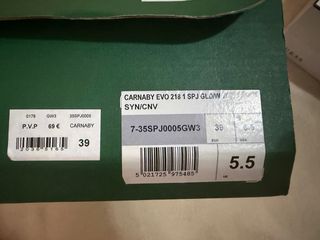 0178 GW3 35SPJ0005
P.V.P 69 € CARNABY
39
CARNABY EVO 218 1 SPJ GLD/W
SYN/CNV
7-35SPJ0005GW3
39
5.5
5 021725 975485